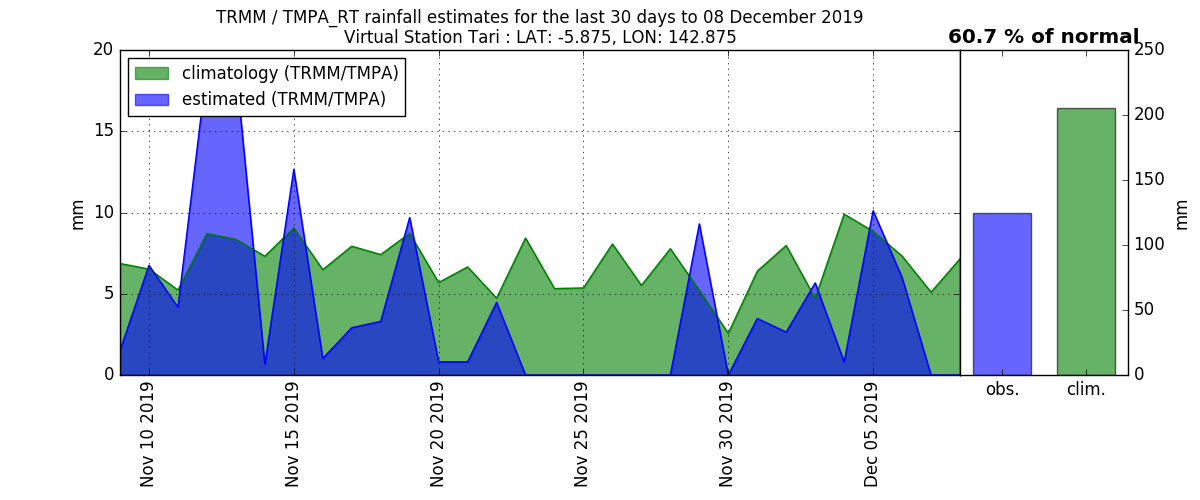 TRMM / TMPA_RT rainfall estimates for the last 30 days to 08 December 2019
Virtual Station Tari : LAT: -5.875, LON: 142.875
60.7 % of normal
climatology (TRMM/TMPA)
estimated (TRMM/TMPA)
20
15
10
5
0
mm
Nov 10 2019
Nov 15 2019
Nov 20 2019
Nov 25 2019
Nov 30 2019
Dec 05 2019
250
200
150
100
50
0
mm
obs.
clim.